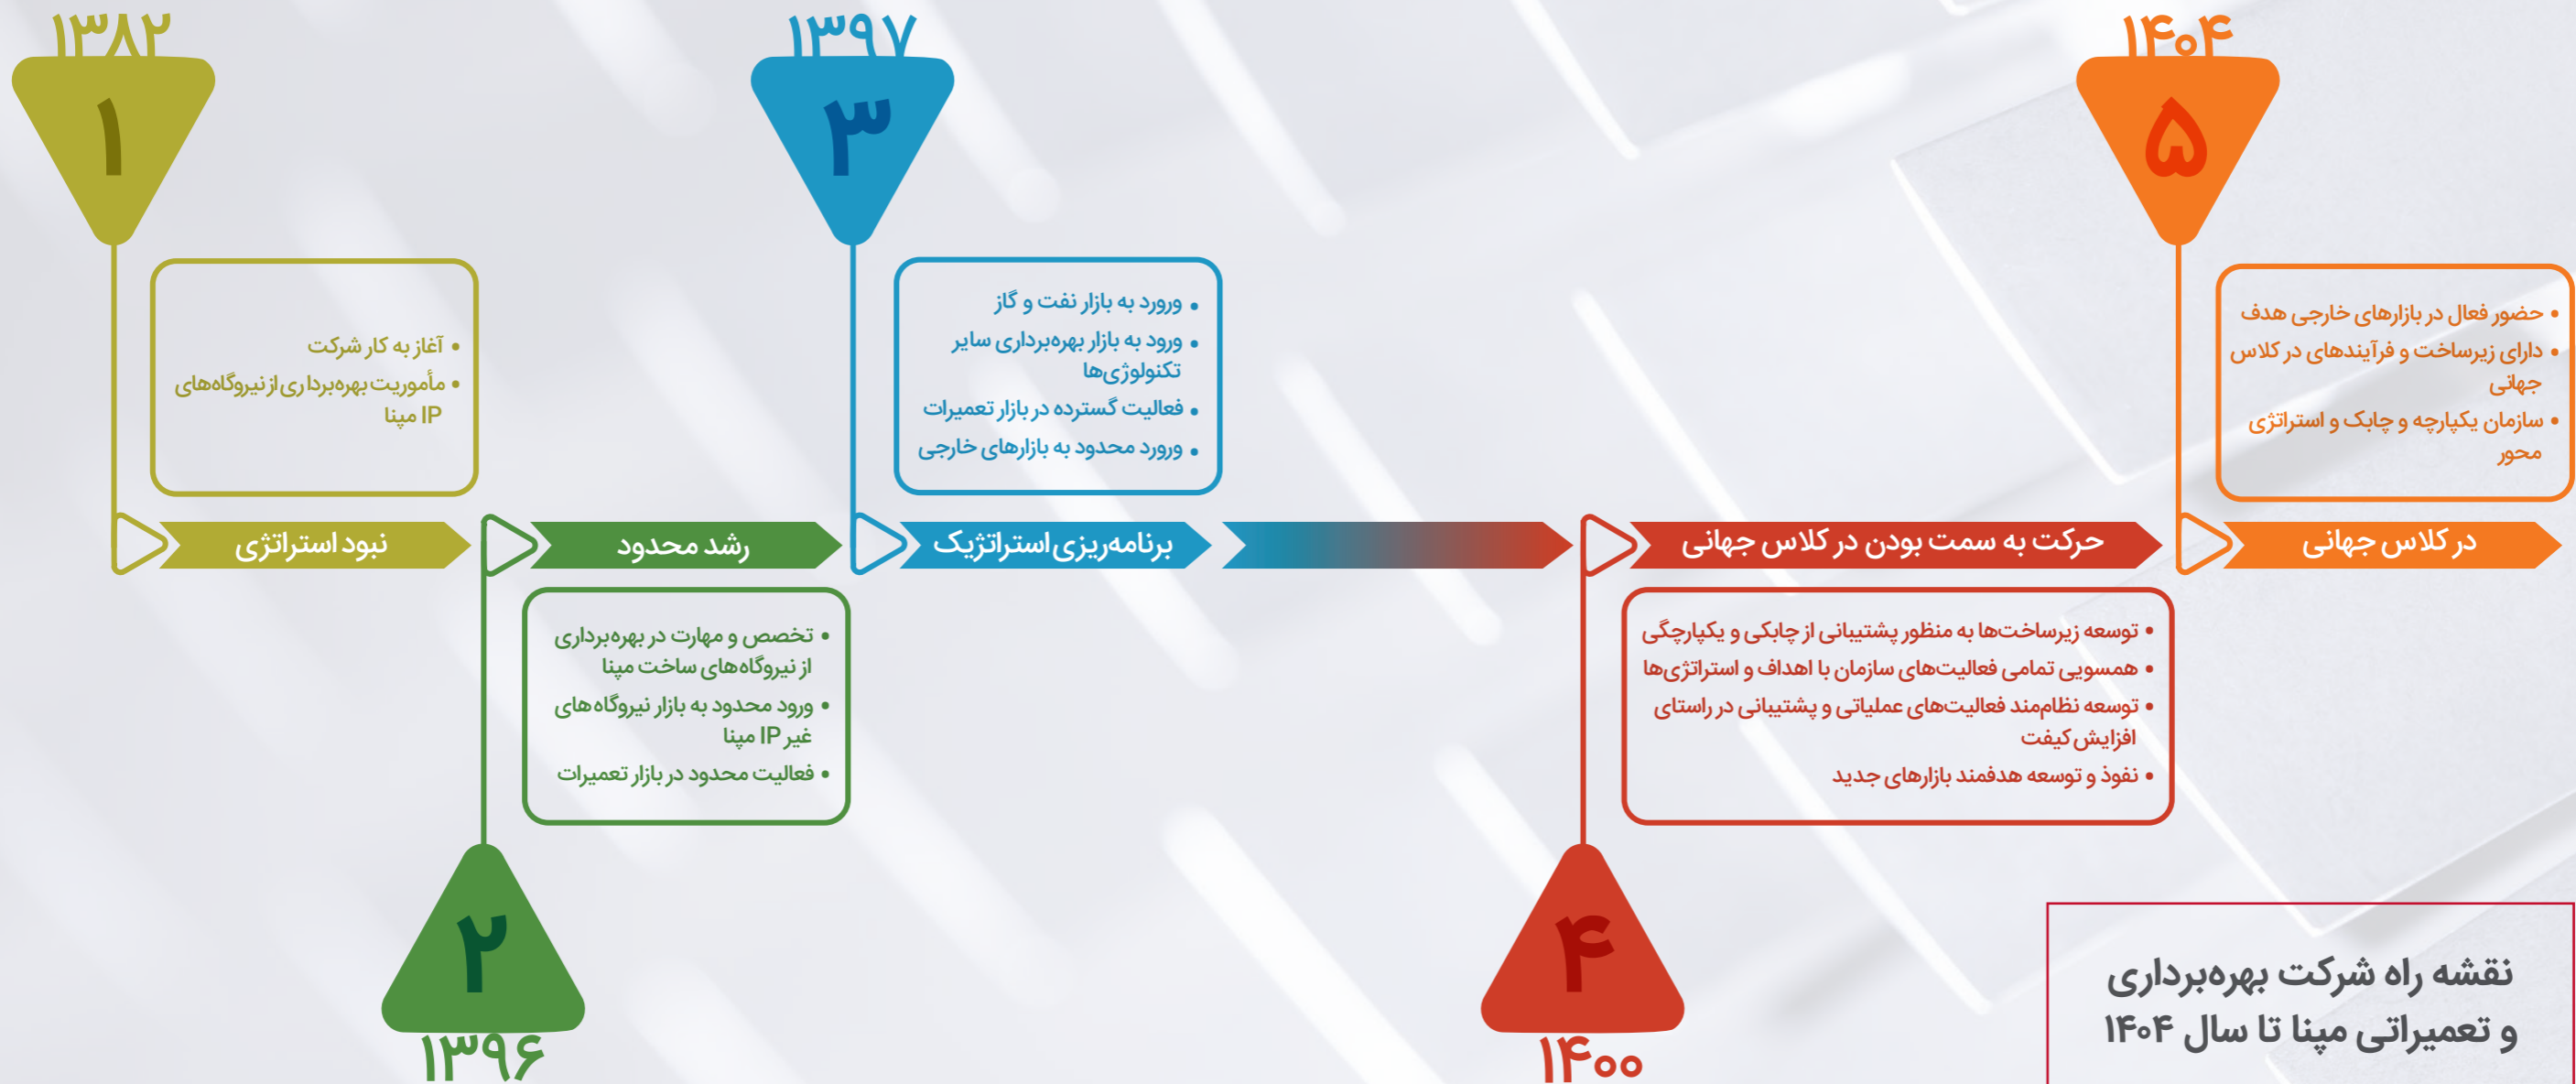 ۱۳۸۲
۱
آغاز به کار شرکت
مأموریت بهره‌برداری از نیروگاه‌های
IP مپنا
نبود استراتژی
رشد محدود
تخصص و مهارت در بهره‌برداری
از نیروگاه‌های ساخت مپنا
ورود محدود به بازار نیروگاه‌های
غیر IP مپنا
فعالیت محدود در بازار تعمیرات
۲
۱۳۹۶
۱۳۹۷
۳
ورورد به بازار نفت و گاز
ورود به بازار بهره‌برداری سایر
تکنولوژی‌ها
فعالیت گسترده در بازار تعمیرات
ورورد محدود به بازارهای خارجی
برنامه‌ریزی استراتژیک
حرکت به سمت بودن در کلاس جهانی
توسعه زیرساخت‌ها به منظور پشتیبانی از چابکی و یکپارچگی
همسویی تمامی فعالیت‌های سازمان با اهداف و استراتژی‌ها
توسعه نظام‌مند فعالیت‌های عملیاتی و پشتیبانی در راستای
افزایش کیفت
نفوذ و توسعه هدفمند بازارهای جدید
۴
۱۴۰۰
۱۴۰۴
۵
حضور فعال در بازارهای خارجی هدف
دارای زیرساخت و فرآیندهای در کلاس
جهانی
سازمان یکپارچه و چابک و استراتژی
محور
در کلاس جهانی
نقشه راه شرکت بهره‌برداری
و تعمیراتی مپنا تا سال ۱۴۰۴